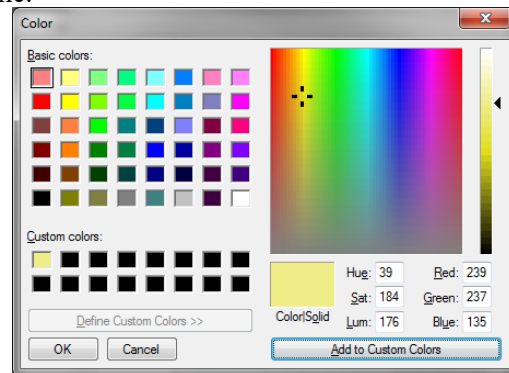 Color
Basic colors:
Custom colors:
Define Custom Colors >>
OK Cancel
Color|Solid
Hue: 39 Red: 239
Sat: 184 Green: 237
Lum: 176 Blue: 135
Add to Custom Colors